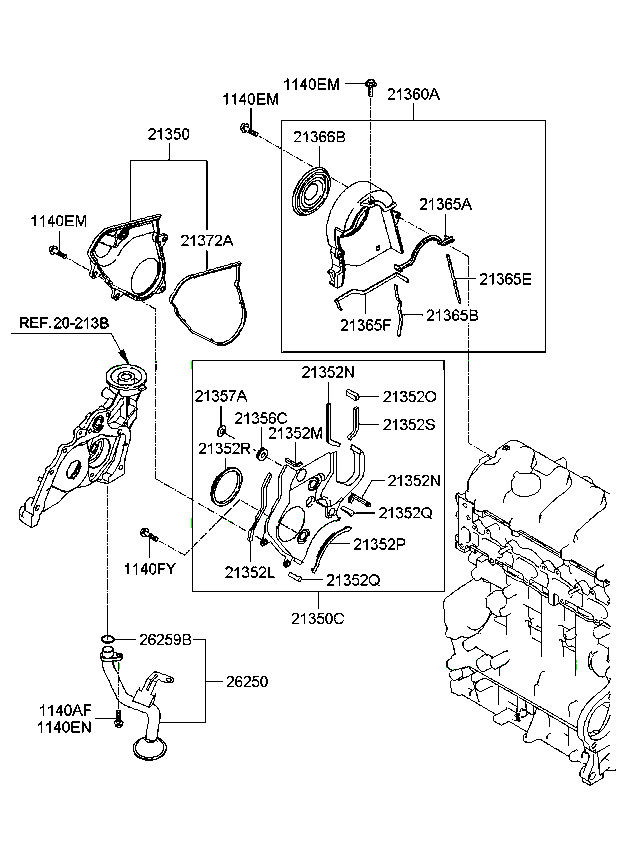 1140EM
21360A
1140EM
21366B
21350
21365A
1140EM
21372A
21365E
21365B
21365F
REF.20-213B
21352N
21352O
21357A
21356C
21352S
21352M
21352R
21352N
21352Q
21352P
1140FY
21352L
21352Q
21350C
26259B
26250
1140AF
1140EN